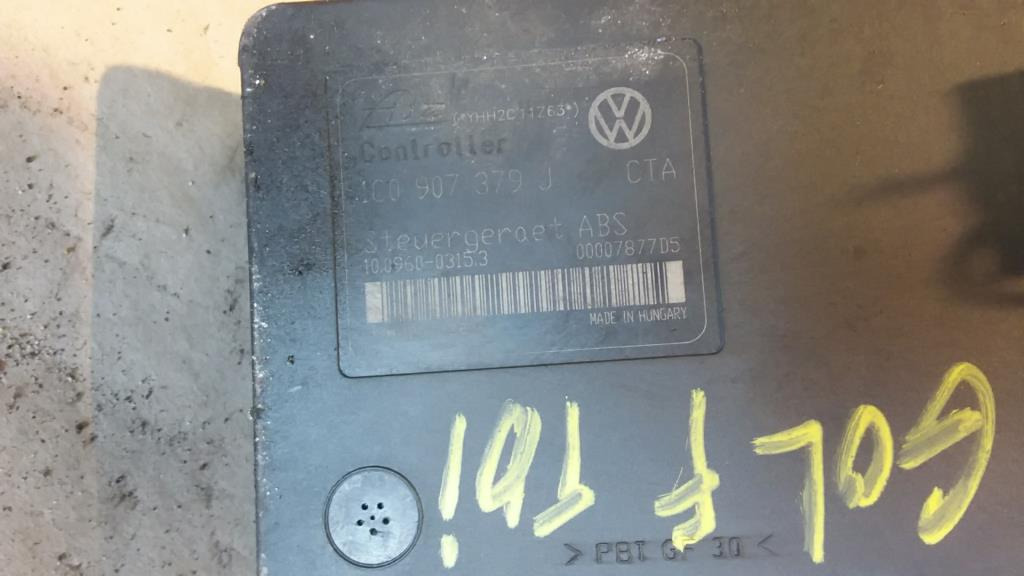 ATE (*YHH2C11Z63*)
Controller
1C0 907 379 J CTA
Steuergeraet ABS
10.0960-0315.3 00007877D5
MADE IN HUNGARY
GOLF TDi
> PBT GF 30 <